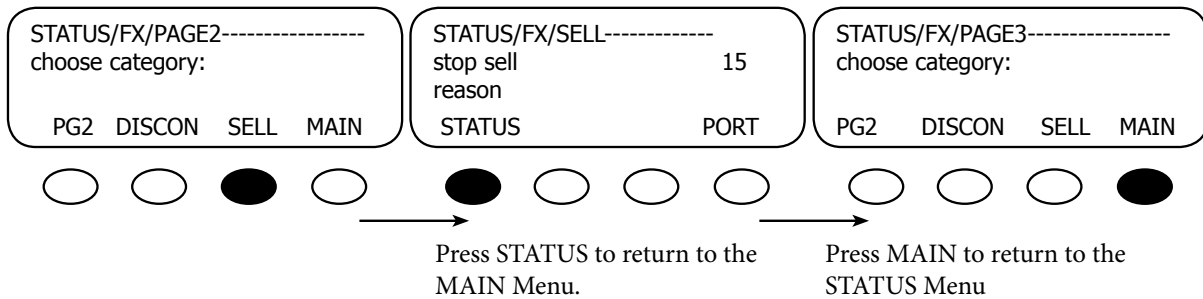 STATUS/FX/PAGE2-----------------
choose category:
PG2 DISCON SELL MAIN
STATUS/FX/SELL-------------
stop sell 15
reason
STATUS PORT
Press STATUS to return to the
MAIN Menu.
STATUS/FX/PAGE3-----------------
choose category:
PG2 DISCON SELL MAIN
Press MAIN to return to the
STATUS Menu